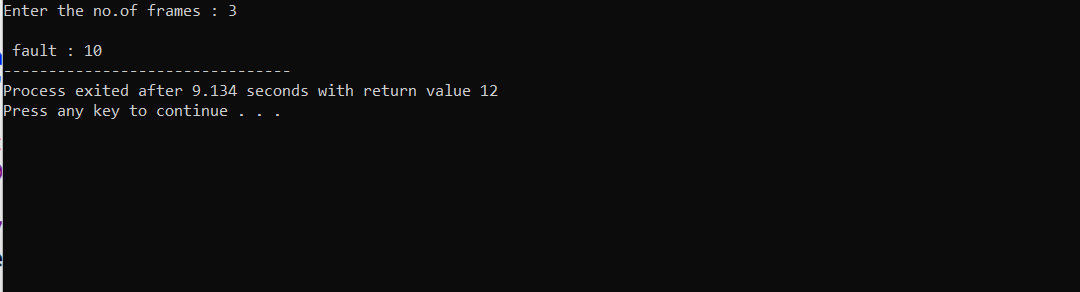 Enter the no.of frames : 3
fault : 10
--------------------------------
Process exited after 9.134 seconds with return value 12
Press any key to continue . . .